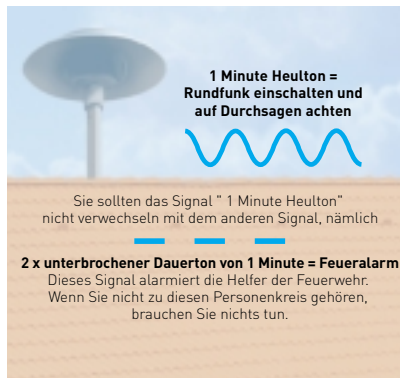 1 Minute Heulton =
Rundfunk einschalten und
auf Durchsagen achten
Sie sollten das Signal " 1 Minute Heulton"
nicht verwechseln mit dem anderen Signal, nämlich
2 x unterbrochener Dauerton von 1 Minute = Feueralarm
Dieses Signal alarmiert die Helfer der Feuerwehr.
Wenn Sie nicht zu diesen Personenkreis gehören,
brauchen Sie nichts tun.